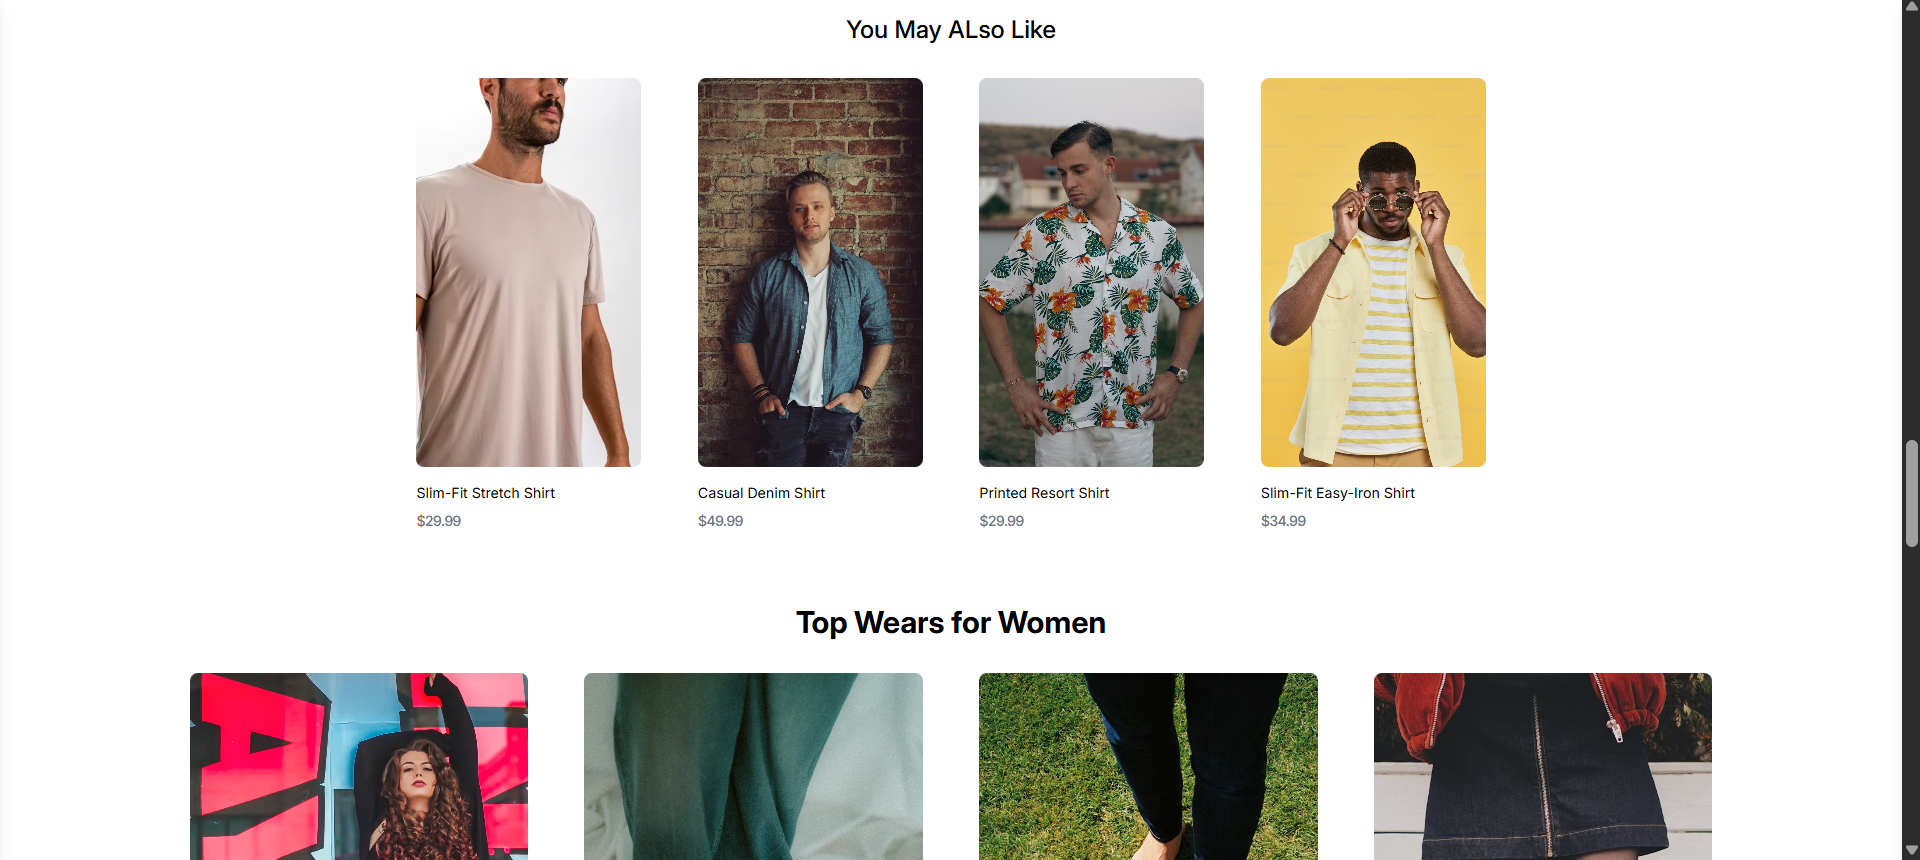 You May ALso Like
Slim-Fit Stretch Shirt
Casual Denim Shirt
Printed Resort Shirt
Slim-Fit Easy-Iron Shirt
$29.99
$49.99
$29.99
$34.99
Top Wears for Women